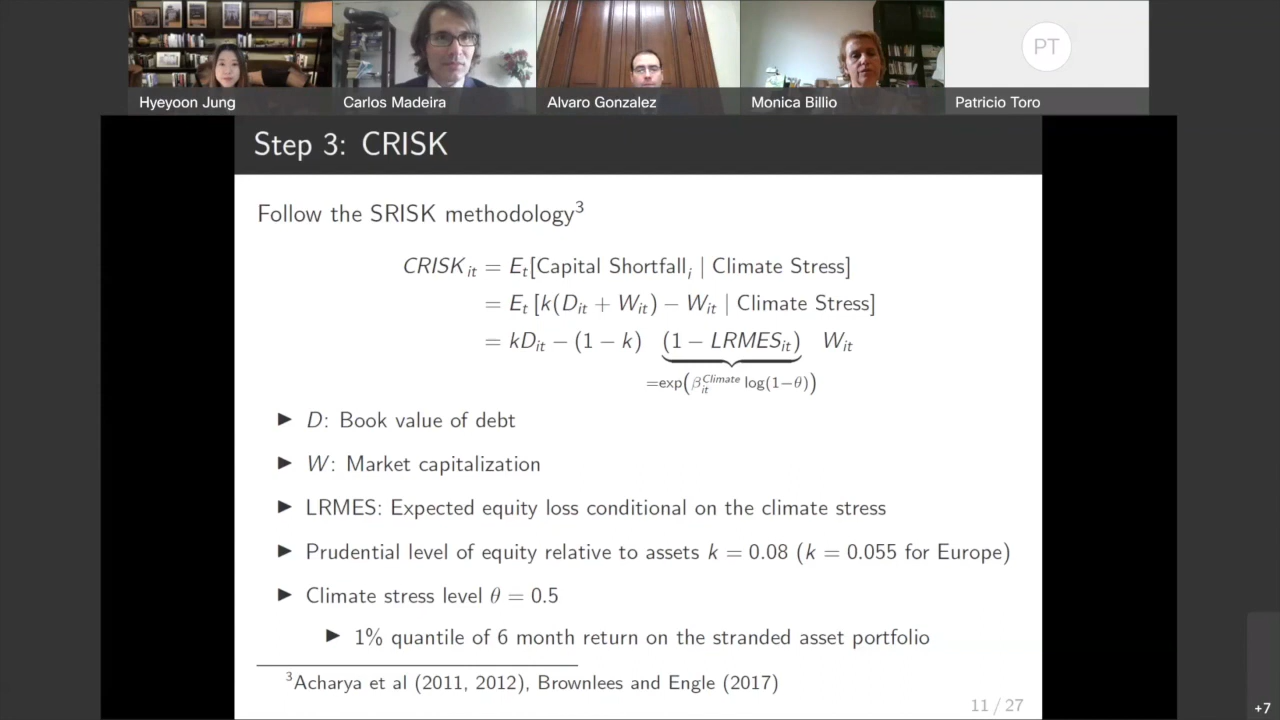 Hyeyoon Jung
Carlos Madeira
Alvaro Gonzalez
Monica Billio
PT
Patricio Toro
Step 3: CRISK
Follow the SRISK methodology³
CRISK_it = E_t[Capital Shortfall_i | Climate Stress]
= E_t [k(D_it + W_it) − W_it | Climate Stress]
= kD_it − (1 − k) (1 − LRMES_it) W_it
=exp(β_it^Climate log(1−θ))
▶ D: Book value of debt
▶ W: Market capitalization
▶ LRMES: Expected equity loss conditional on the climate stress
▶ Prudential level of equity relative to assets k = 0.08 (k = 0.055 for Europe)
▶ Climate stress level θ = 0.5
▶ 1% quantile of 6 month return on the stranded asset portfolio
³Acharya et al (2011, 2012), Brownlees and Engle (2017)
11 / 27
+7